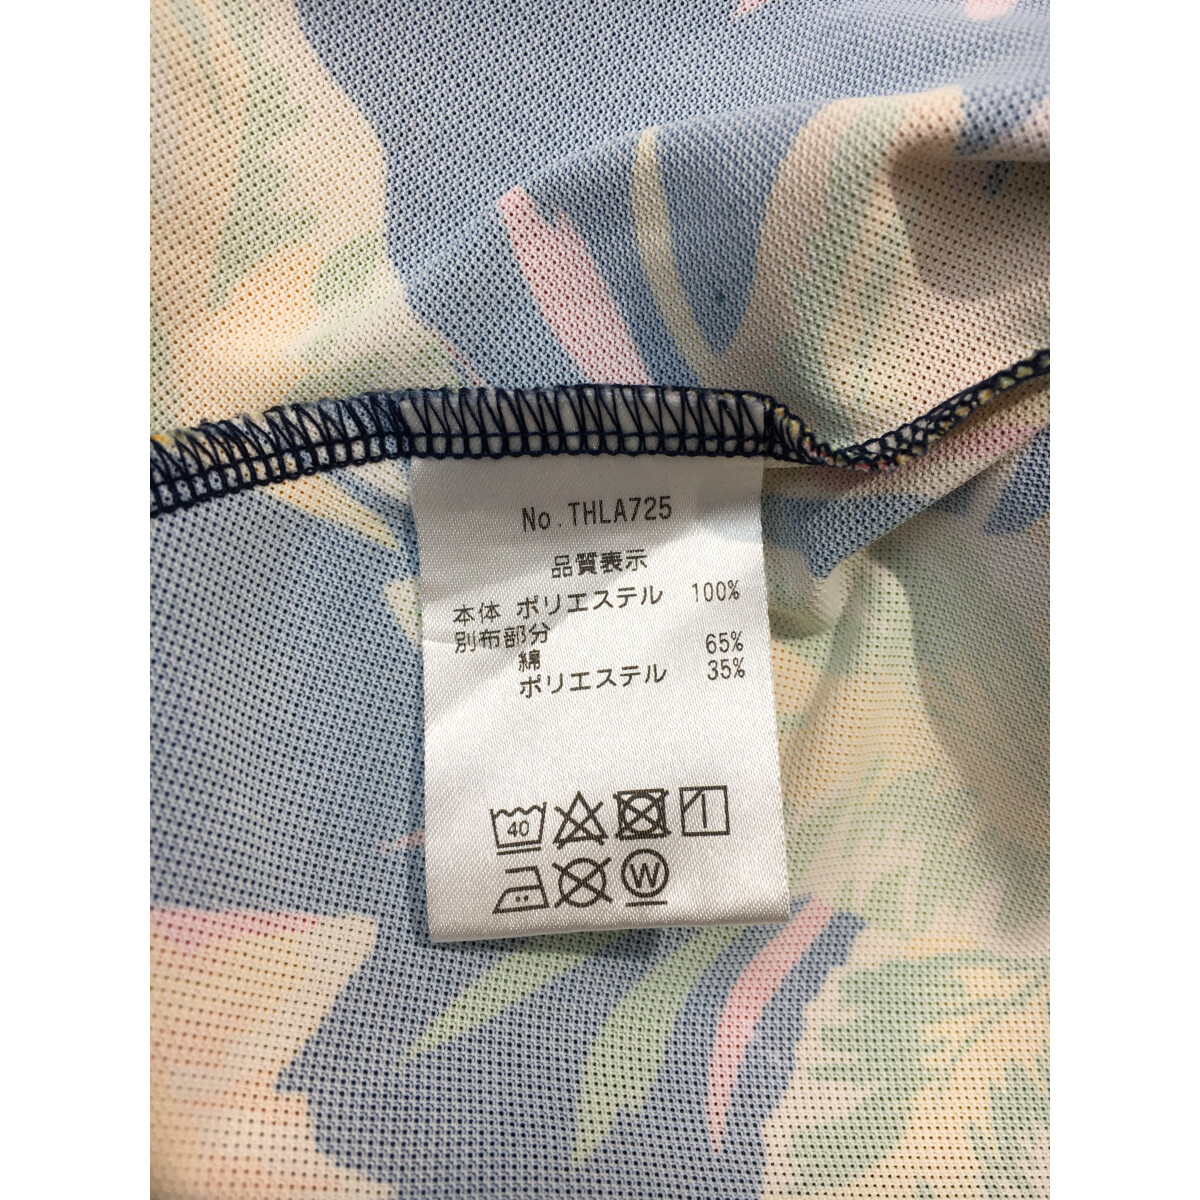 No.THLA725
品質表示
本体 ポリエステル 100%
別布部分
綿 65%
ポリエステル 35%
40
W